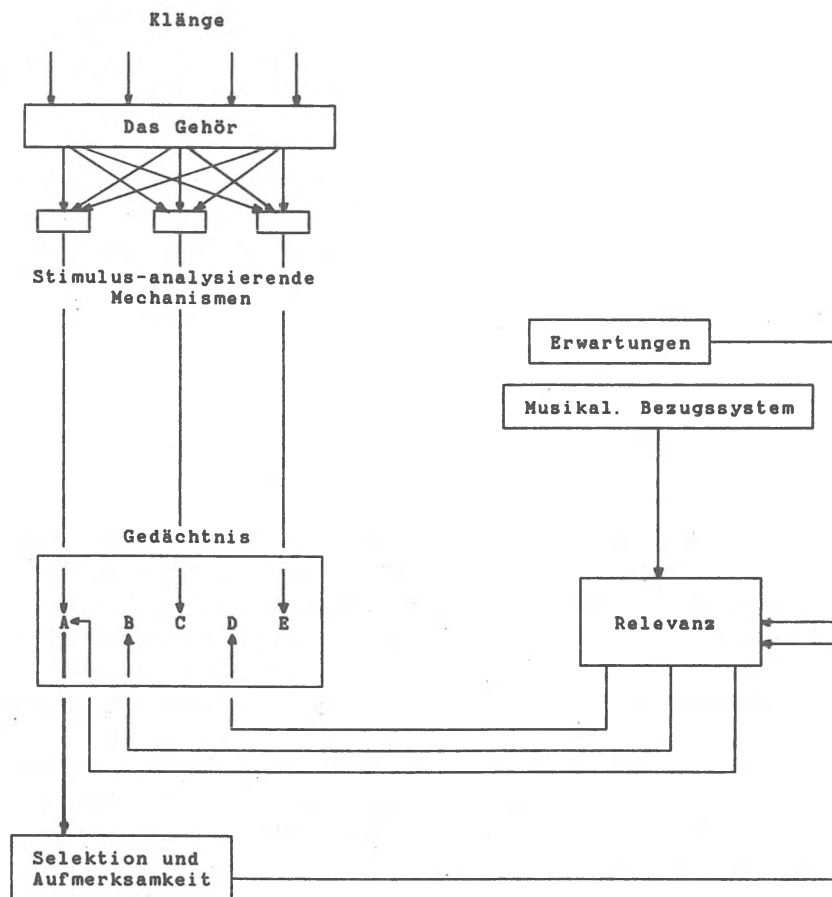 Klänge
Das Gehör
Stimulus-analysierende
Mechanismen
Erwartungen
Musikal. Bezugssystem
Gedächtnis
A B C D E
Relevanz
Selektion und
Aufmerksamkeit